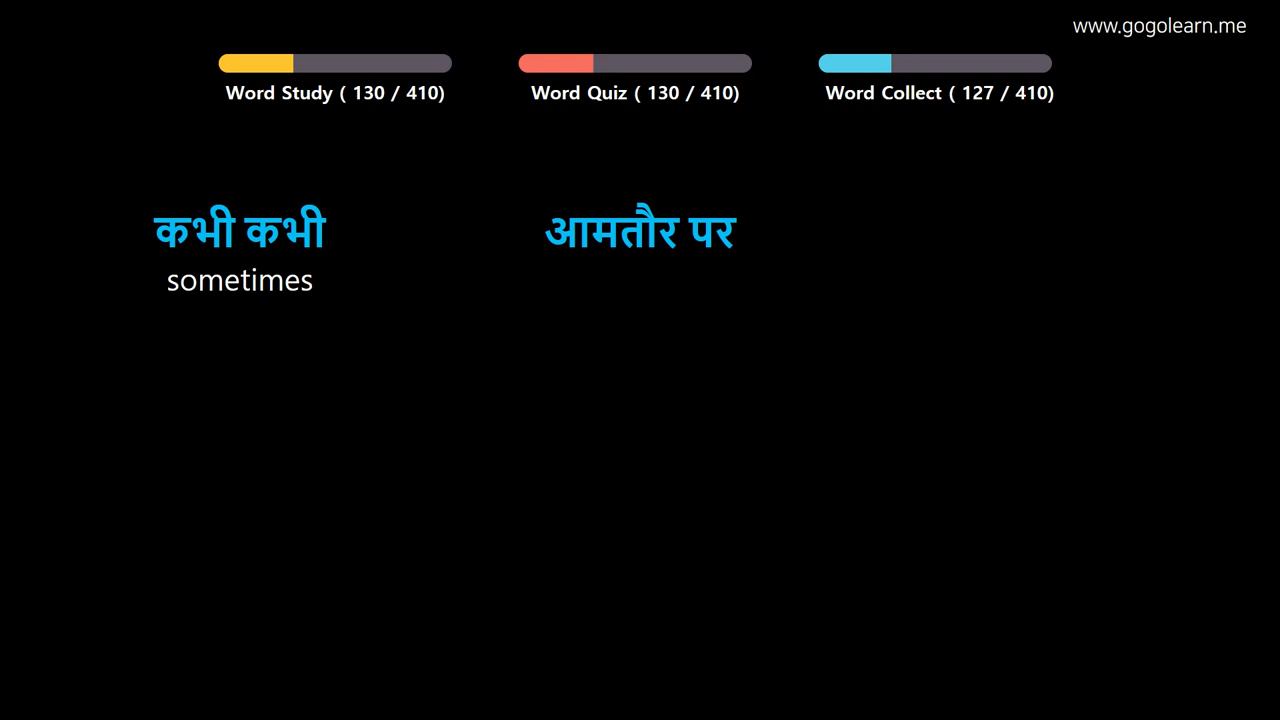 www.gogolearn.me
Word Study ( 130 / 410)
Word Quiz ( 130 / 410)
Word Collect ( 127 / 410)
कभी कभी
sometimes
आमतौर पर